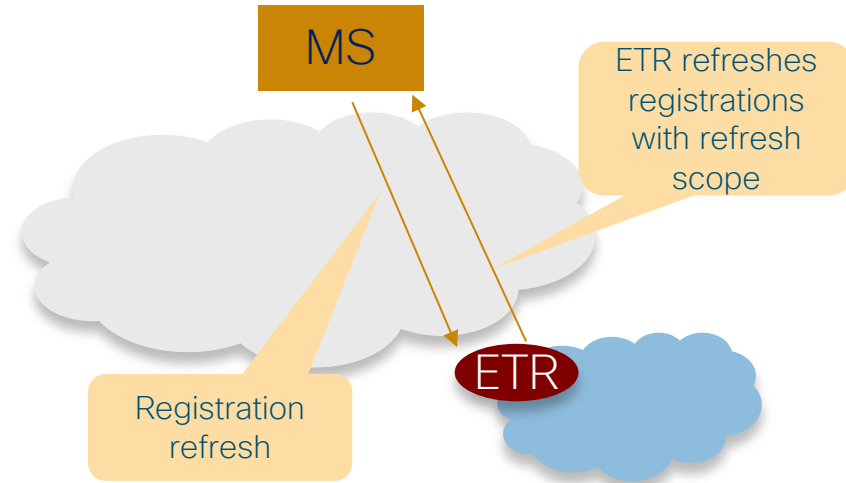 MS
ETR refreshes
registrations
with refresh
scope
ETR
Registration
refresh